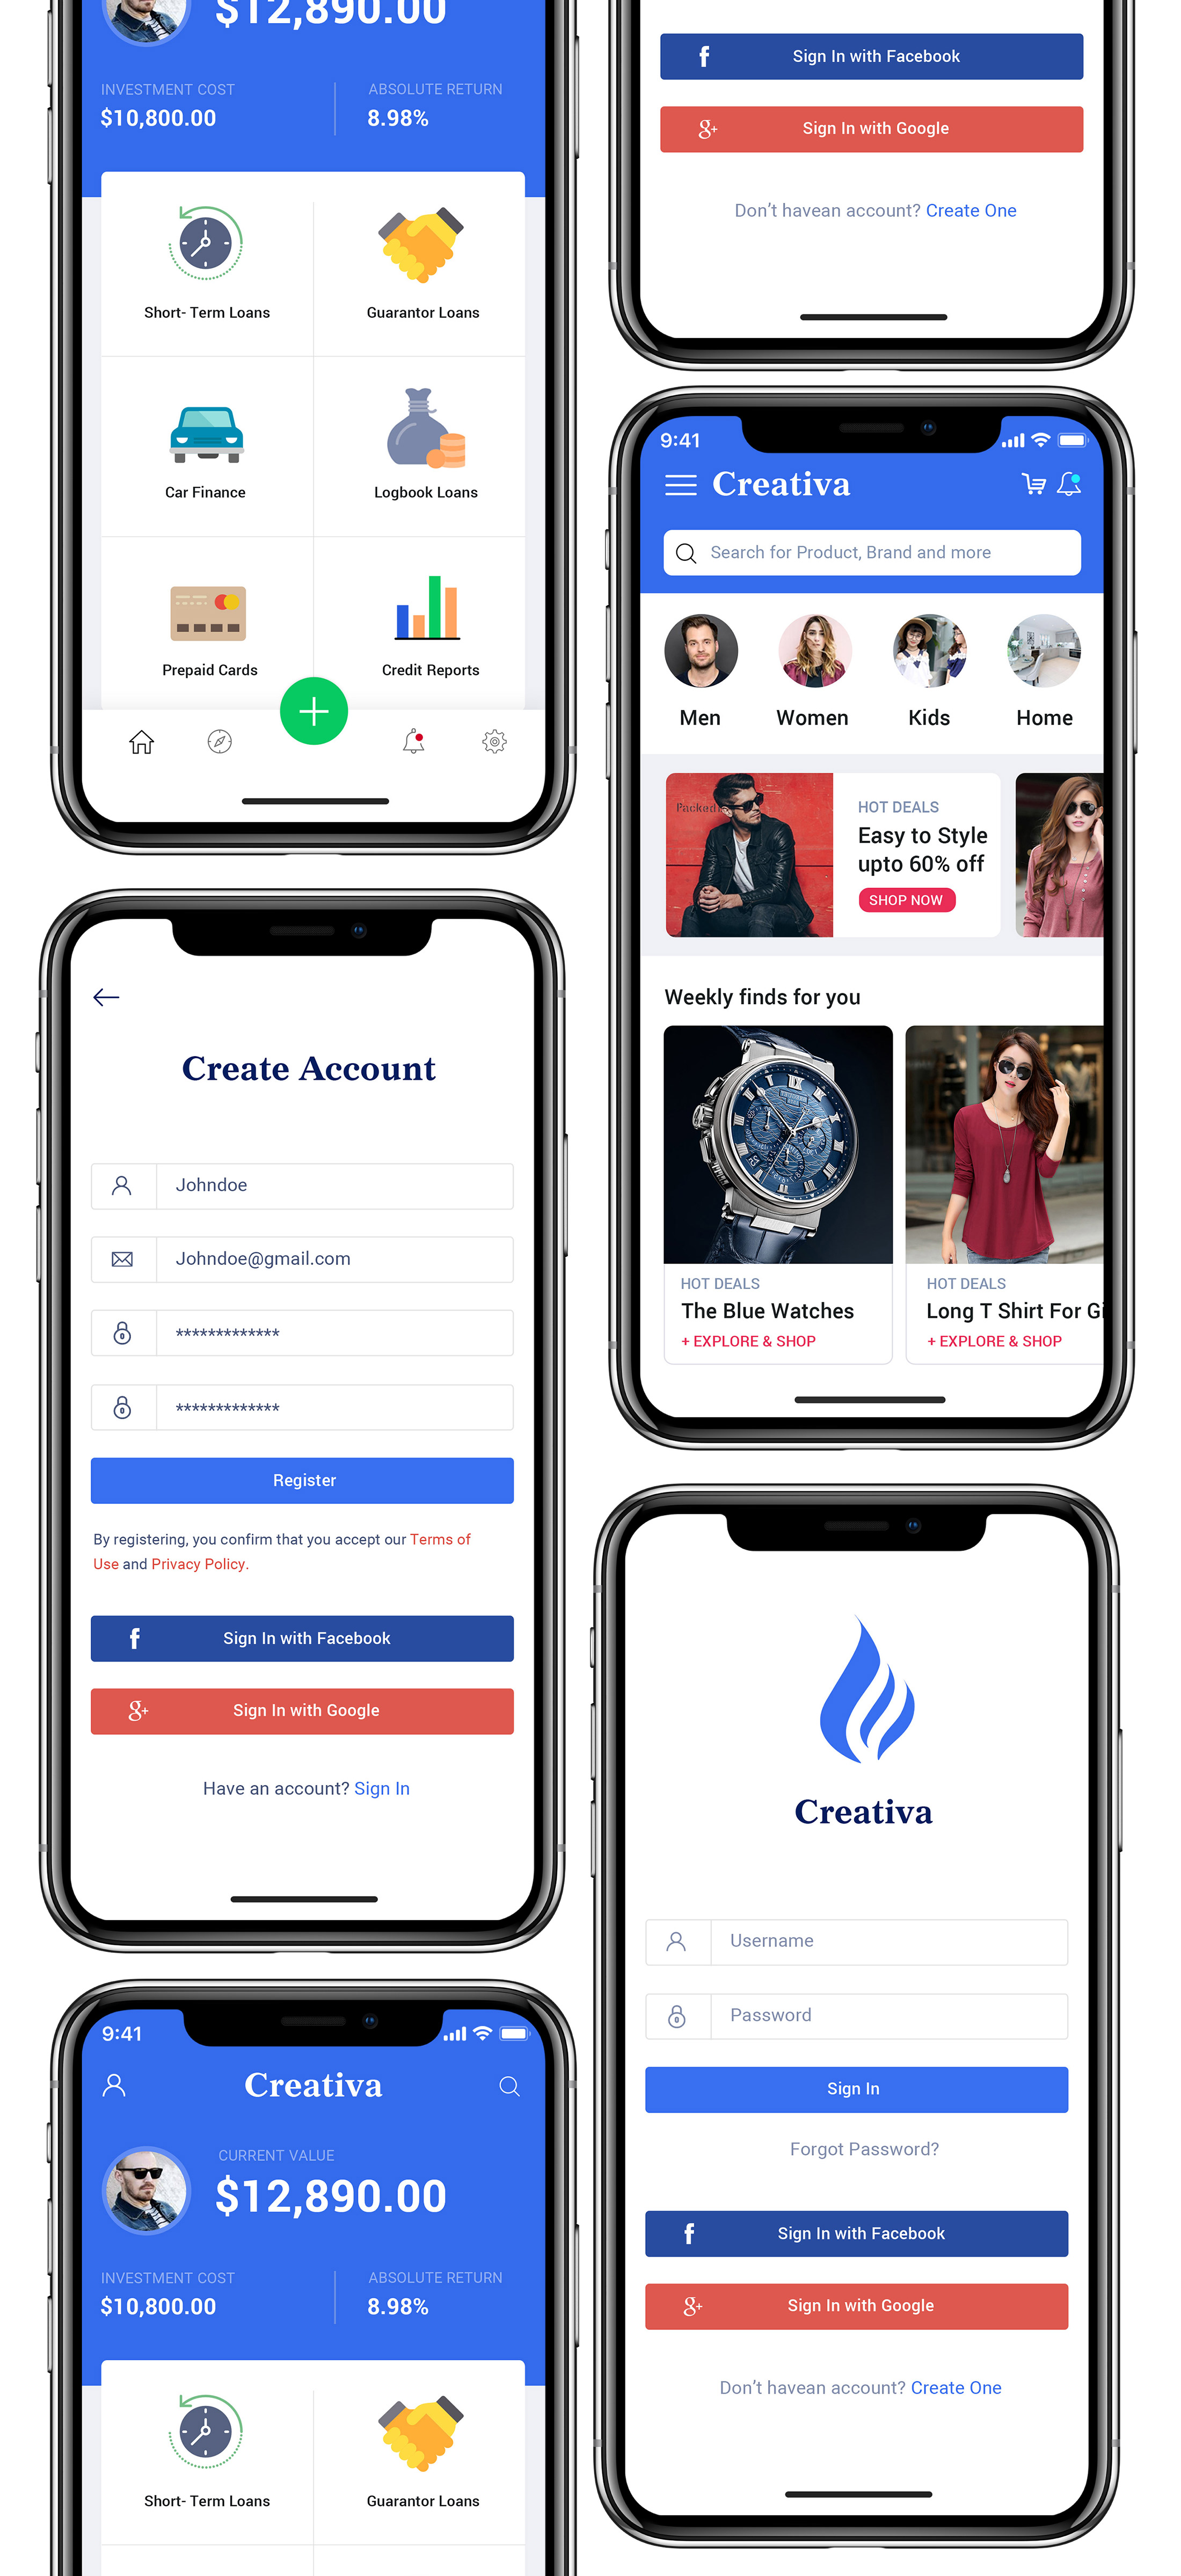 $12,890.00
INVESTMENT COST
ABSOLUTE RETURN
$10,800.00
8.98%
Short- Term Loans
Guarantor Loans
Car Finance
Logbook Loans
Prepaid Cards
Credit Reports
Create Account
Johndoe
Johndoe@gmail.com
*************
*************
Register
By registering, you confirm that you accept our Terms of
Use and Privacy Policy.
f
Sign In with Facebook
g+
Sign In with Google
Have an account? Sign In
9:41
Creativa
CURRENT VALUE
$12,890.00
INVESTMENT COST
ABSOLUTE RETURN
$10,800.00
8.98%
Short- Term Loans
Guarantor Loans
f
Sign In with Facebook
g+
Sign In with Google
Don't havean account? Create One
9:41
Creativa
Search for Product, Brand and more
Men
Women
Kids
Home
Packed
HOT DEALS
Easy to Style
upto 60% off
SHOP NOW
Weekly finds for you
HOT DEALS
The Blue Watches
+ EXPLORE & SHOP
HOT DEALS
Long T Shirt For Gi
+ EXPLORE & SHOP
Creativa
Username
Password
Sign In
Forgot Password?
f
Sign In with Facebook
g+
Sign In with Google
Don't havean account? Create One